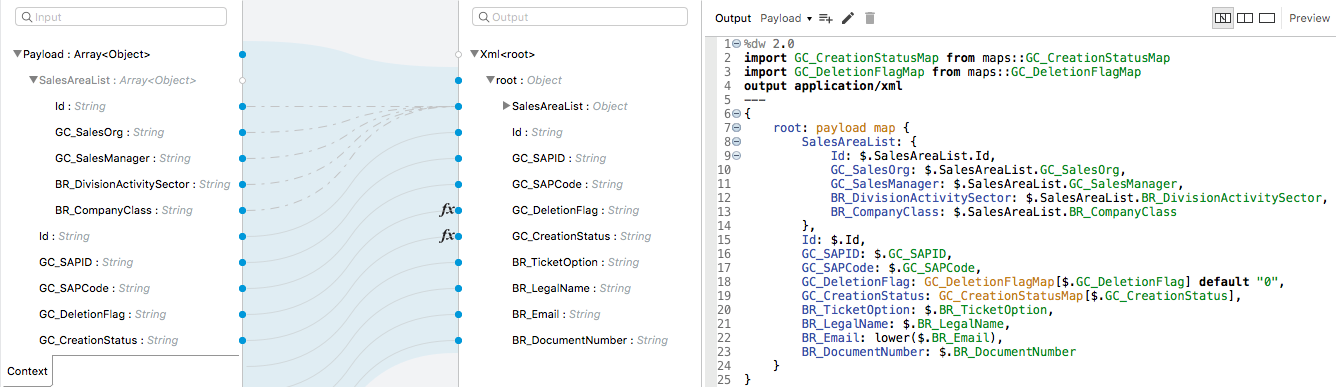 Input
Payload : Array<Object>
SalesAreaList : Array<Object>
Id : String
GC_SalesOrg : String
GC_SalesManager : String
BR_DivisionActivitySector : String
BR_CompanyClass : String
Id : String
GC_SAPID : String
GC_SAPCode : String
GC_DeletionFlag : String
GC_CreationStatus : String
Context
fx
fx
Output
Xml<root>
root : Object
SalesAreaList : Object
Id : String
GC_SAPID : String
GC_SAPCode : String
GC_DeletionFlag : String
GC_CreationStatus : String
BR_TicketOption : String
BR_LegalName : String
BR_Email : String
BR_DocumentNumber : String
Output Payload Preview
1 %dw 2.0
2 import GC_CreationStatusMap from maps::GC_CreationStatusMap
3 import GC_DeletionFlagMap from maps::GC_DeletionFlagMap
4 output application/xml
5 ---
6 {
7 root: payload map {
8 SalesAreaList: {
9 Id: $.SalesAreaList.Id,
10 GC_SalesOrg: $.SalesAreaList.GC_SalesOrg,
11 GC_SalesManager: $.SalesAreaList.GC_SalesManager,
12 BR_DivisionActivitySector: $.SalesAreaList.BR_DivisionActivitySector,
13 BR_CompanyClass: $.SalesAreaList.BR_CompanyClass
14 },
15 Id: $.Id,
16 GC_SAPID: $.GC_SAPID,
17 GC_SAPCode: $.GC_SAPCode,
18 GC_DeletionFlag: GC_DeletionFlagMap[$.GC_DeletionFlag] default "0",
19 GC_CreationStatus: GC_CreationStatusMap[$.GC_CreationStatus],
20 BR_TicketOption: $.BR_TicketOption,
21 BR_LegalName: $.BR_LegalName,
22 BR_Email: lower($.BR_Email),
23 BR_DocumentNumber: $.BR_DocumentNumber
24 }
25 }